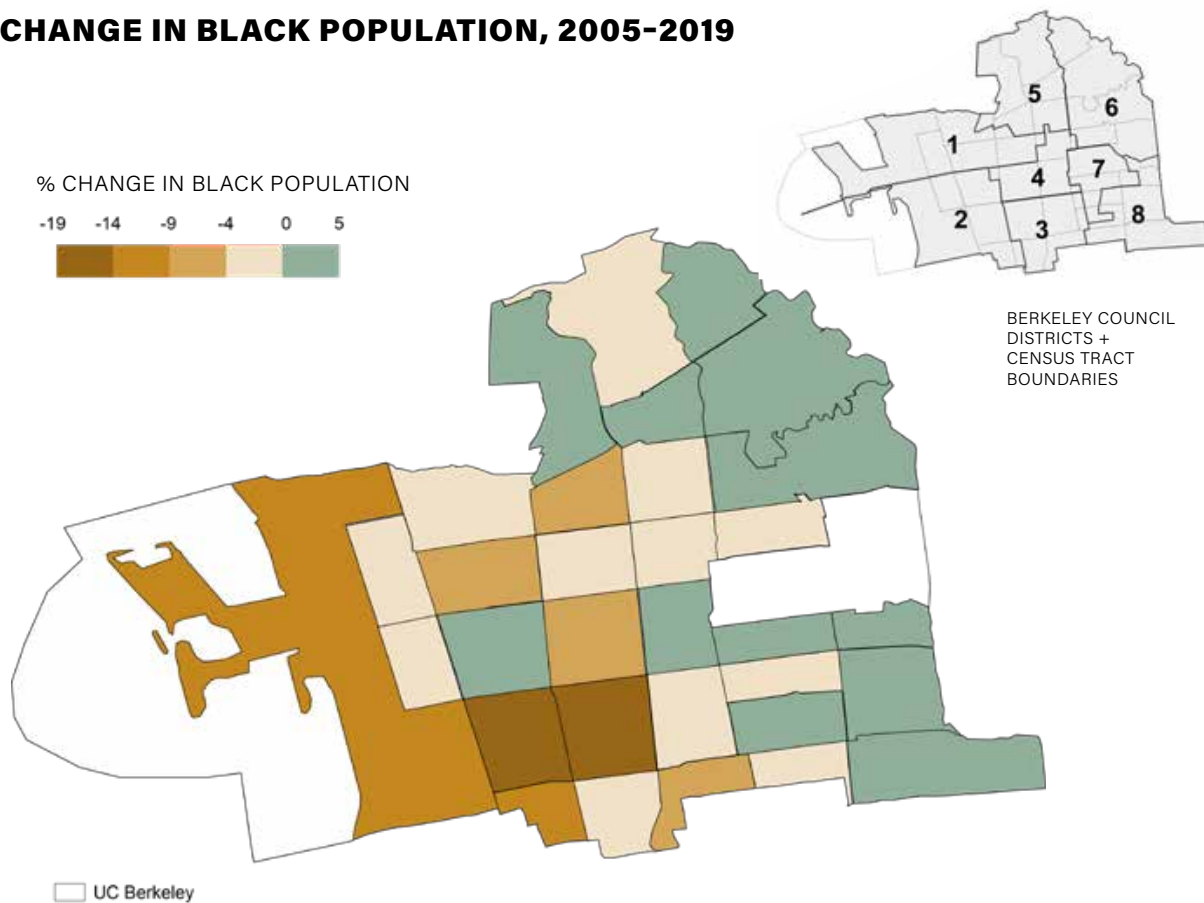 CHANGE IN BLACK POPULATION, 2005-2019
% CHANGE IN BLACK POPULATION
-19 -14 -9 -4 0 5
5
6
1
7
4
2
3
8
BERKELEY COUNCIL
DISTRICTS +
CENSUS TRACT
BOUNDARIES
UC Berkeley